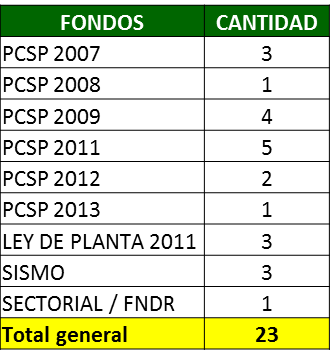 FONDOS CANTIDAD
PCSP 2007 3
PCSP 2008 1
PCSP 2009 4
PCSP 2011 5
PCSP 2012 2
PCSP 2013 1
LEY DE PLANTA 2011 3
SISMO 3
SECTORIAL / FNDR 1
Total general 23